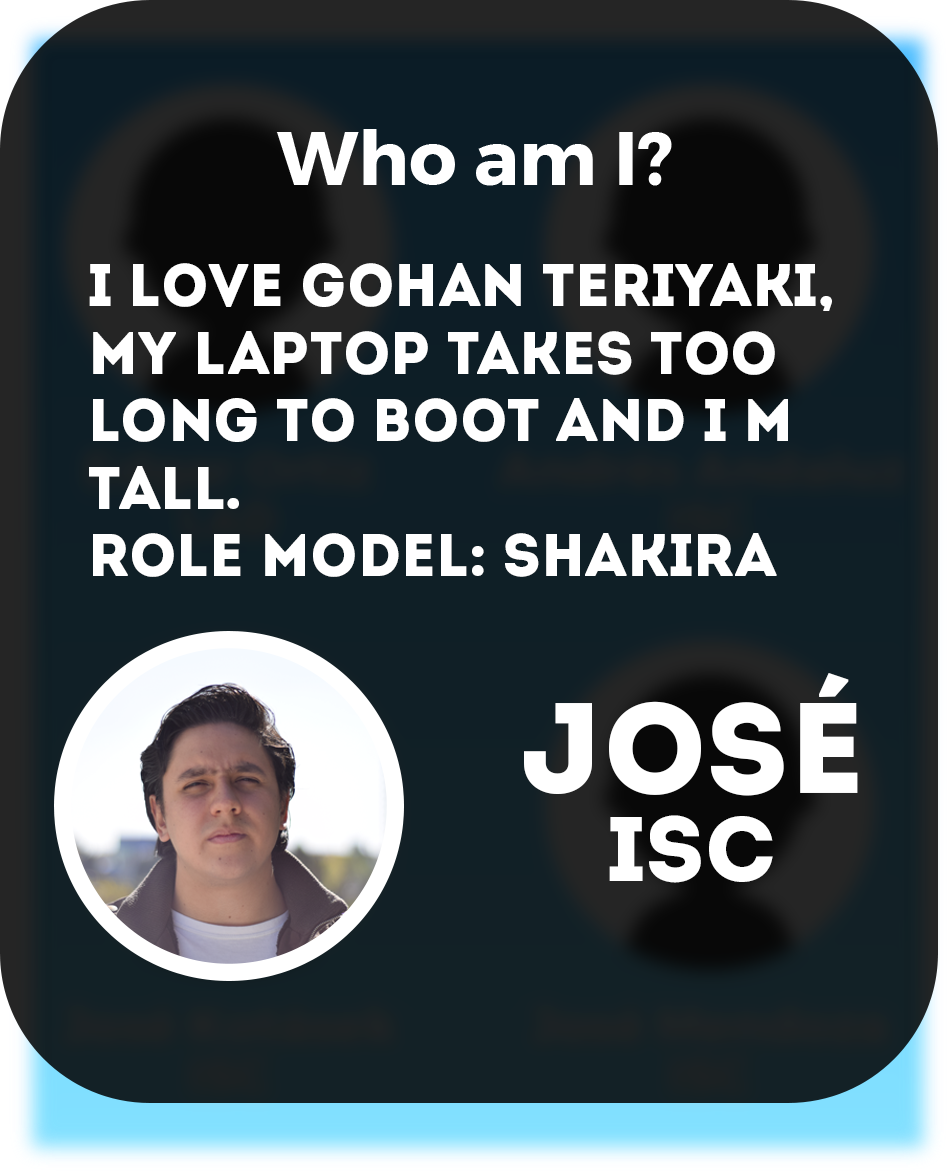 Who am I?
I LOVE GOHAN TERIYAKI,
MY LAPTOP TAKES TOO
LONG TO BOOT AND I M
TALL.
ROLE MODEL: SHAKIRA
JOSÉ
ISC